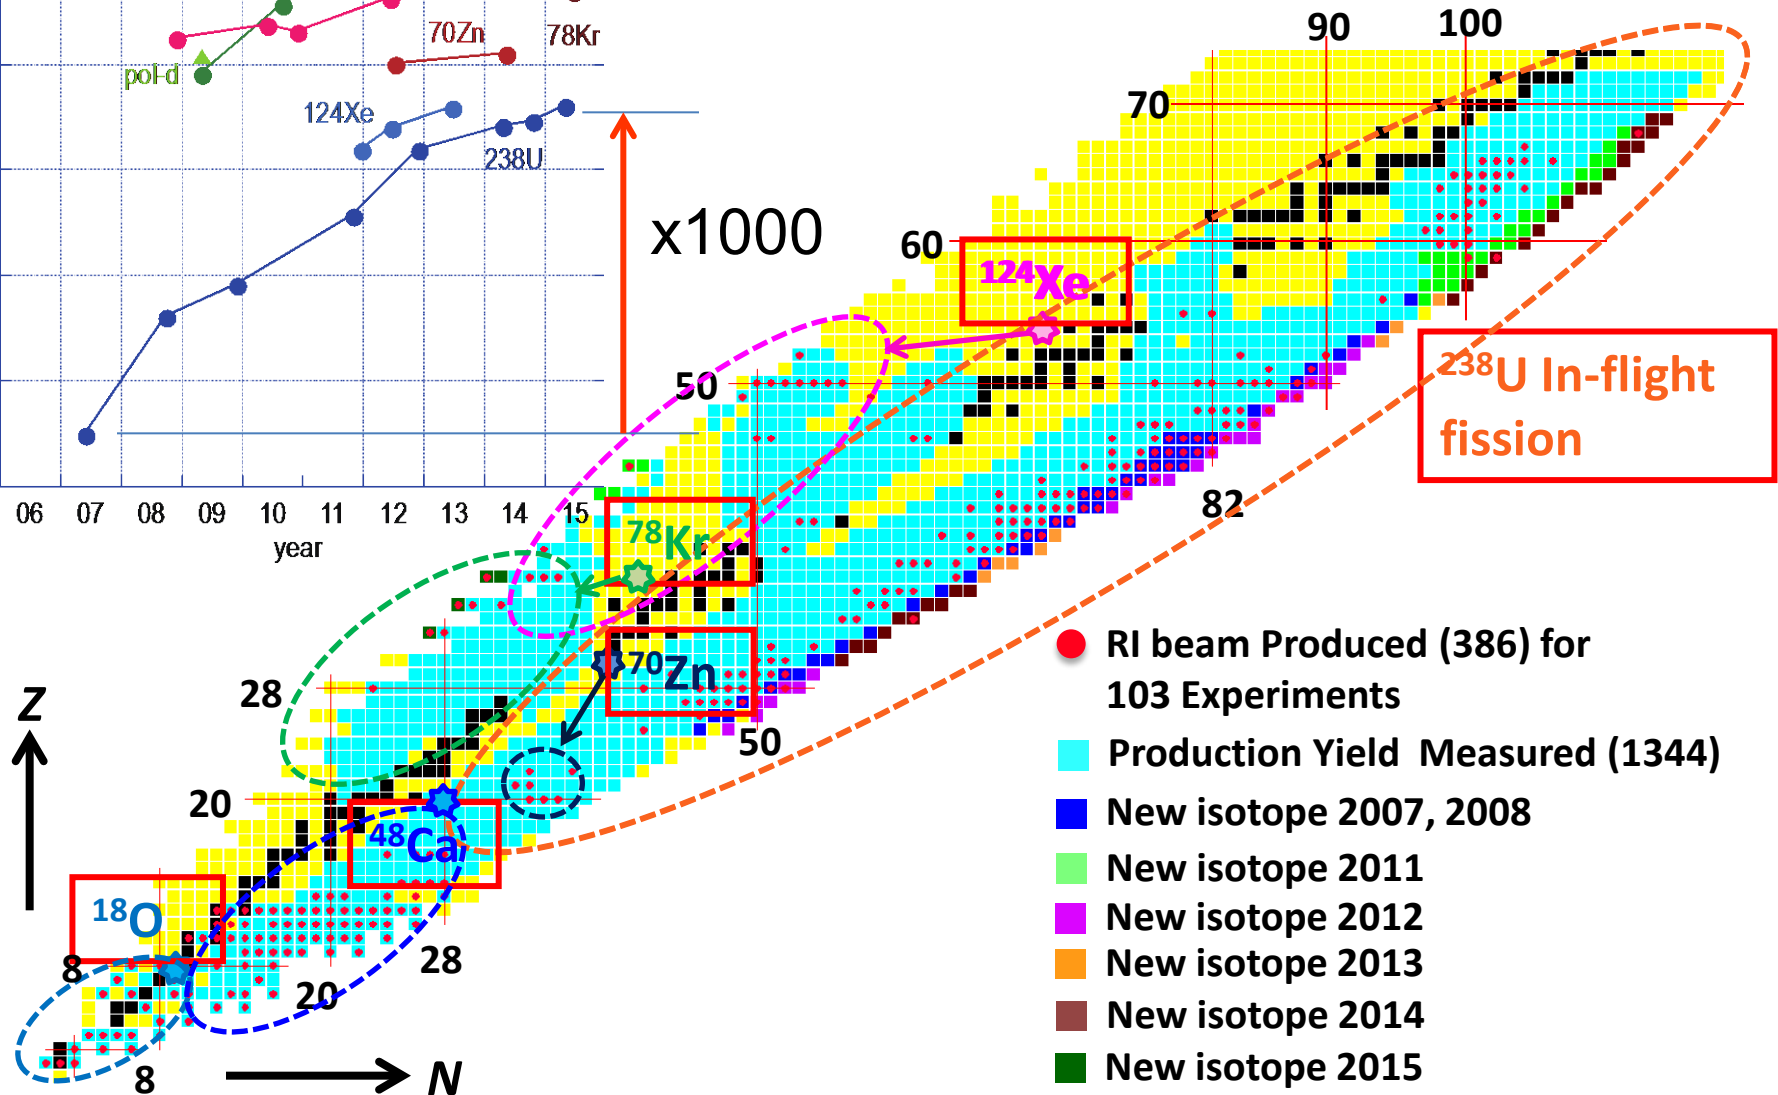 70Zn
78Kr
pol-d
124Xe
238U
x1000
06 07 08 09 10 11 12 13 14 15
year
90
100
70
60
50
82
50
28
20
8
28
20
8
¹²⁴Xe
²³⁸U In-flight
fission
⁷⁸Kr
⁷⁰Zn
⁴⁸Ca
¹⁸O
Z
N
RI beam Produced (386) for
103 Experiments
Production Yield Measured (1344)
New isotope 2007, 2008
New isotope 2011
New isotope 2012
New isotope 2013
New isotope 2014
New isotope 2015